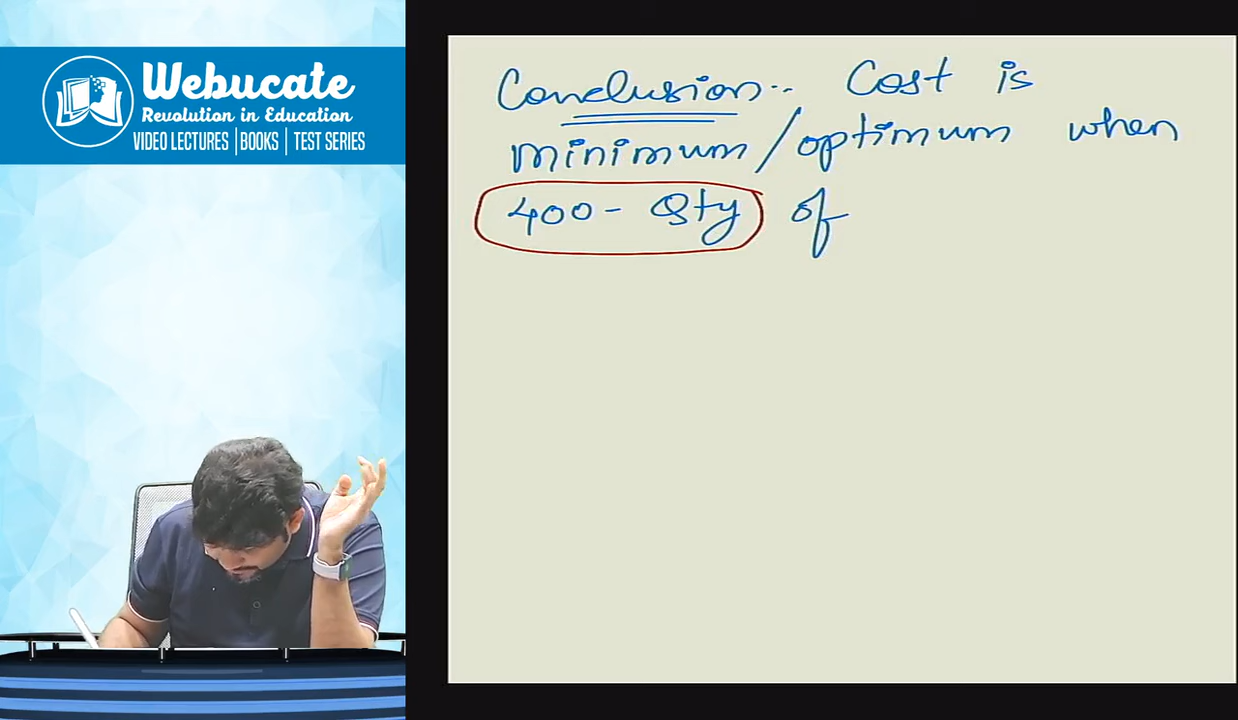 Webucate
Revolution in Education
VIDEO LECTURES | BOOKS | TEST SERIES
Conclusion:- Cost is
minimum/optimum when
400- Qty of